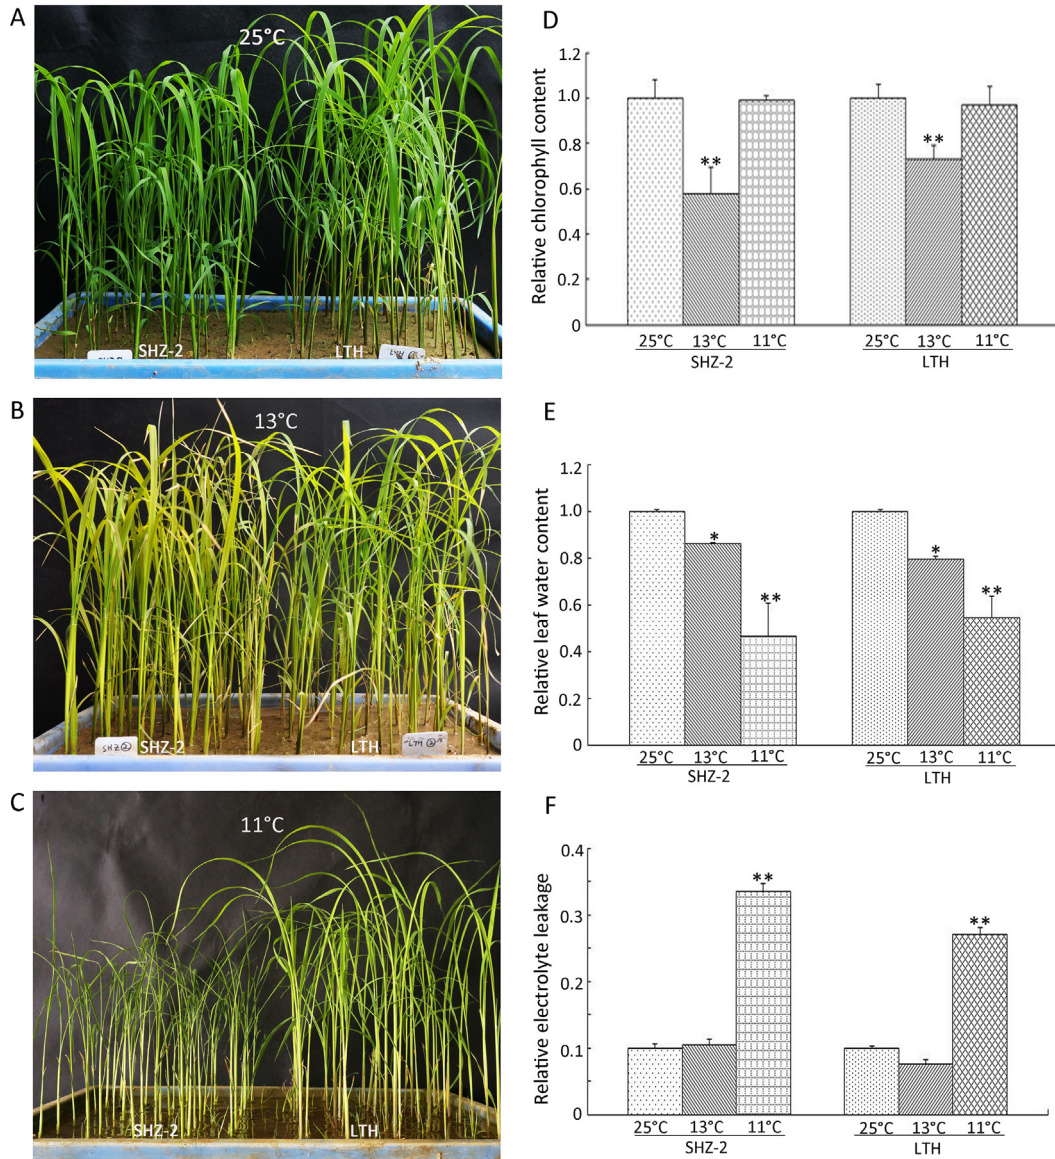 A
25°C
SHZ-2
LTH
B
13°C
SHZ②
SHZ-2
LTH
LTH②
C
11°C
SHZ-2
LTH
D
Relative chlorophyll content
1.2
1.0
0.8
0.6
0.4
0.2
0
** **
25°C 13°C 11°C 25°C 13°C 11°C
SHZ-2 LTH
E
Relative leaf water content
1.2
1.0
0.8
0.6
0.4
0.2
0
* ** * **
25°C 13°C 11°C 25°C 13°C 11°C
SHZ-2 LTH
F
Relative electrolyte leakage
0.4
0.3
0.2
0.1
0
** **
25°C 13°C 11°C 25°C 13°C 11°C
SHZ-2 LTH